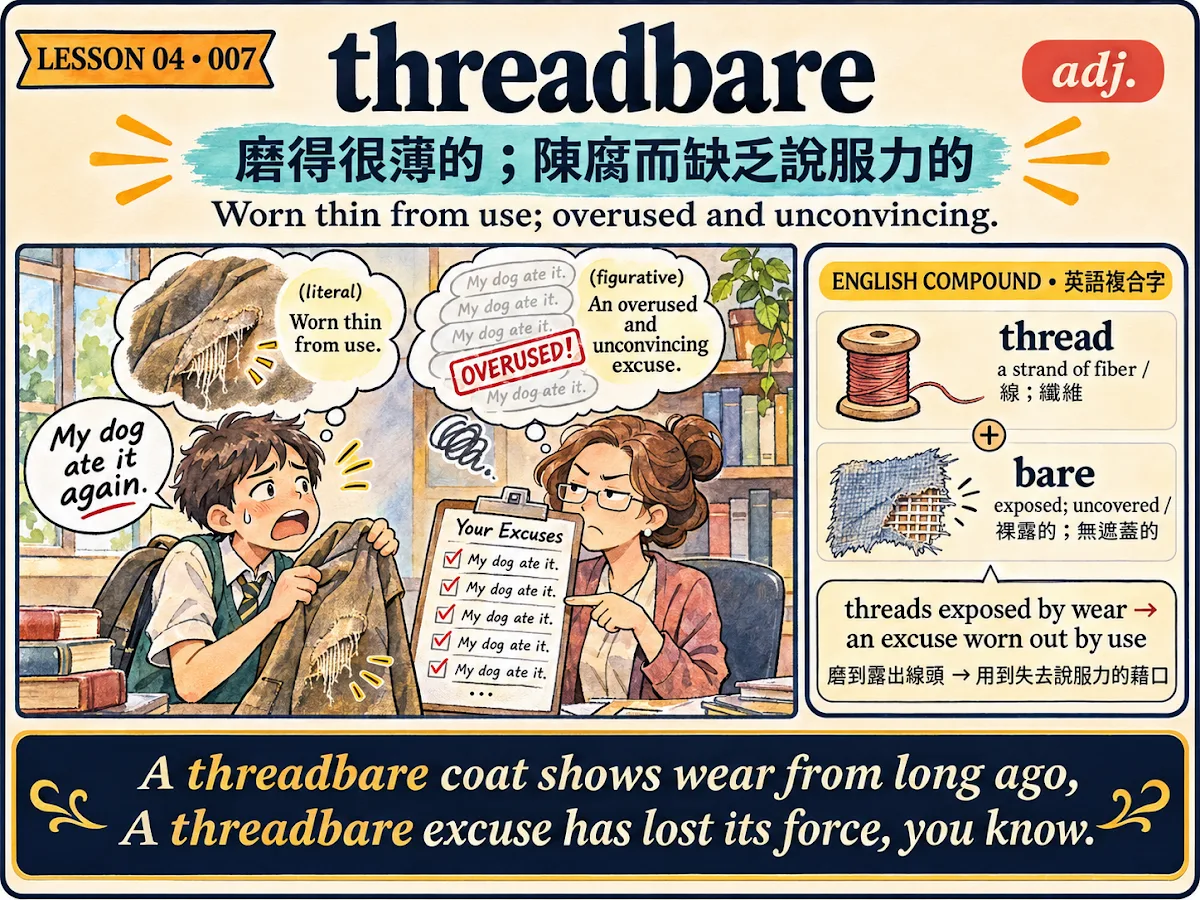 LESSON 04 • 007
threadbare
adj.
磨得很薄的；陳腐而缺乏說服力的
Worn thin from use; overused and unconvincing.
(literal)
Worn thin
from use.
My dog ate it.
My dog ate it.
My dog ate it.
OVERUSED!
My dog ate it.
(figurative)
An overused
and
unconvincing
excuse.
My dog
ate it
again.
Your Excuses
My dog ate it.
My dog ate it.
My dog ate it.
My dog ate it.
My dog ate it.
...
ENGLISH COMPOUND • 英語複合字
thread
a strand of fiber /
線；纖維
+
bare
exposed; uncovered /
裸露的；無遮蓋的
threads exposed by wear →
an excuse worn out by use
磨到露出線頭 → 用到失去說服力的藉口
A threadbare coat shows wear from long ago,
A threadbare excuse has lost its force, you know.